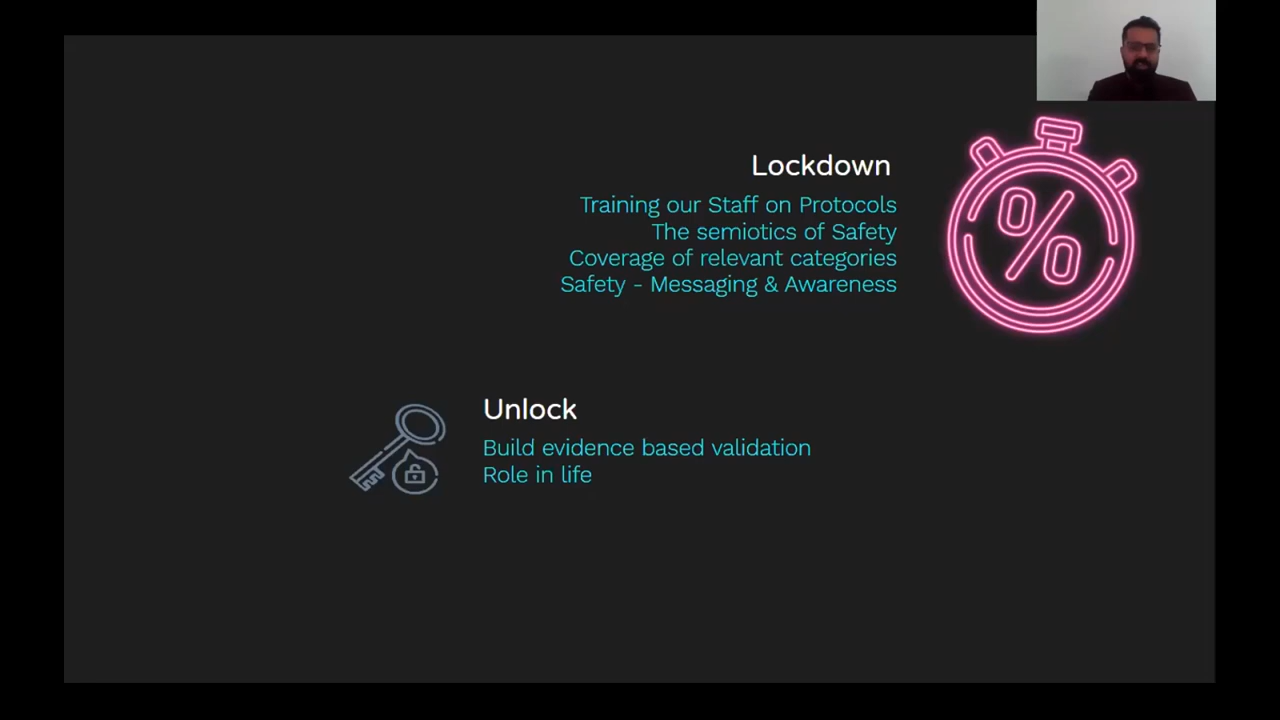 Lockdown
Training our Staff on Protocols
The semiotics of Safety
Coverage of relevant categories
Safety - Messaging & Awareness
%
Unlock
Build evidence based validation
Role in life